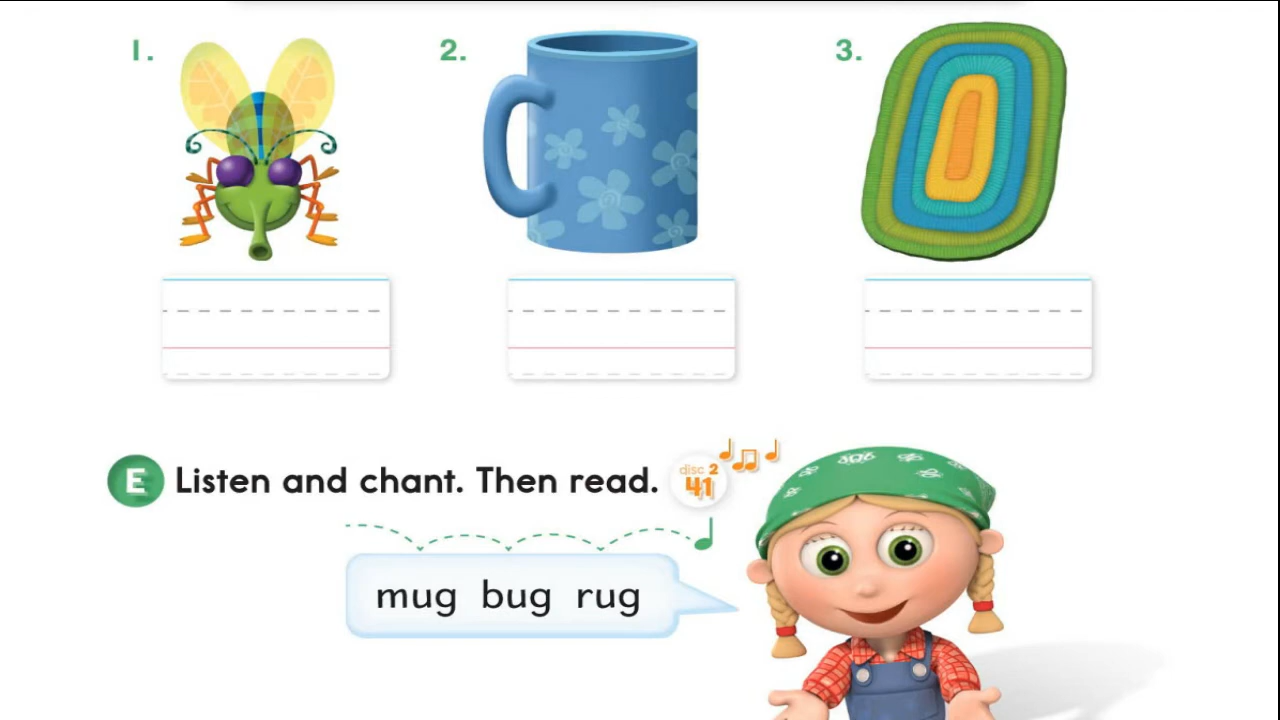 1. 2. 3.
E Listen and chant. Then read. disc 2
41
mug bug rug